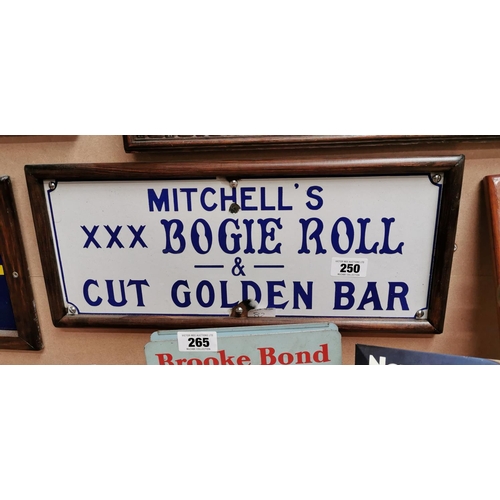 MITCHELL'S
XXX BOGIE ROLL
&
CUT GOLDEN BAR
250
265
Brooke Bond